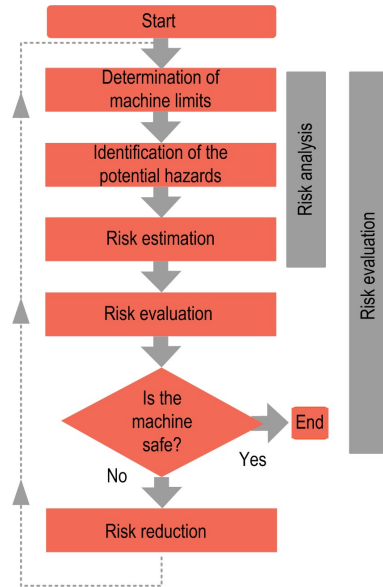 Start
Determination of
machine limits
Identification of the
potential hazards
Risk estimation
Risk evaluation
Is the
machine
safe?
End
Yes
No
Risk reduction
Risk analysis
Risk evaluation